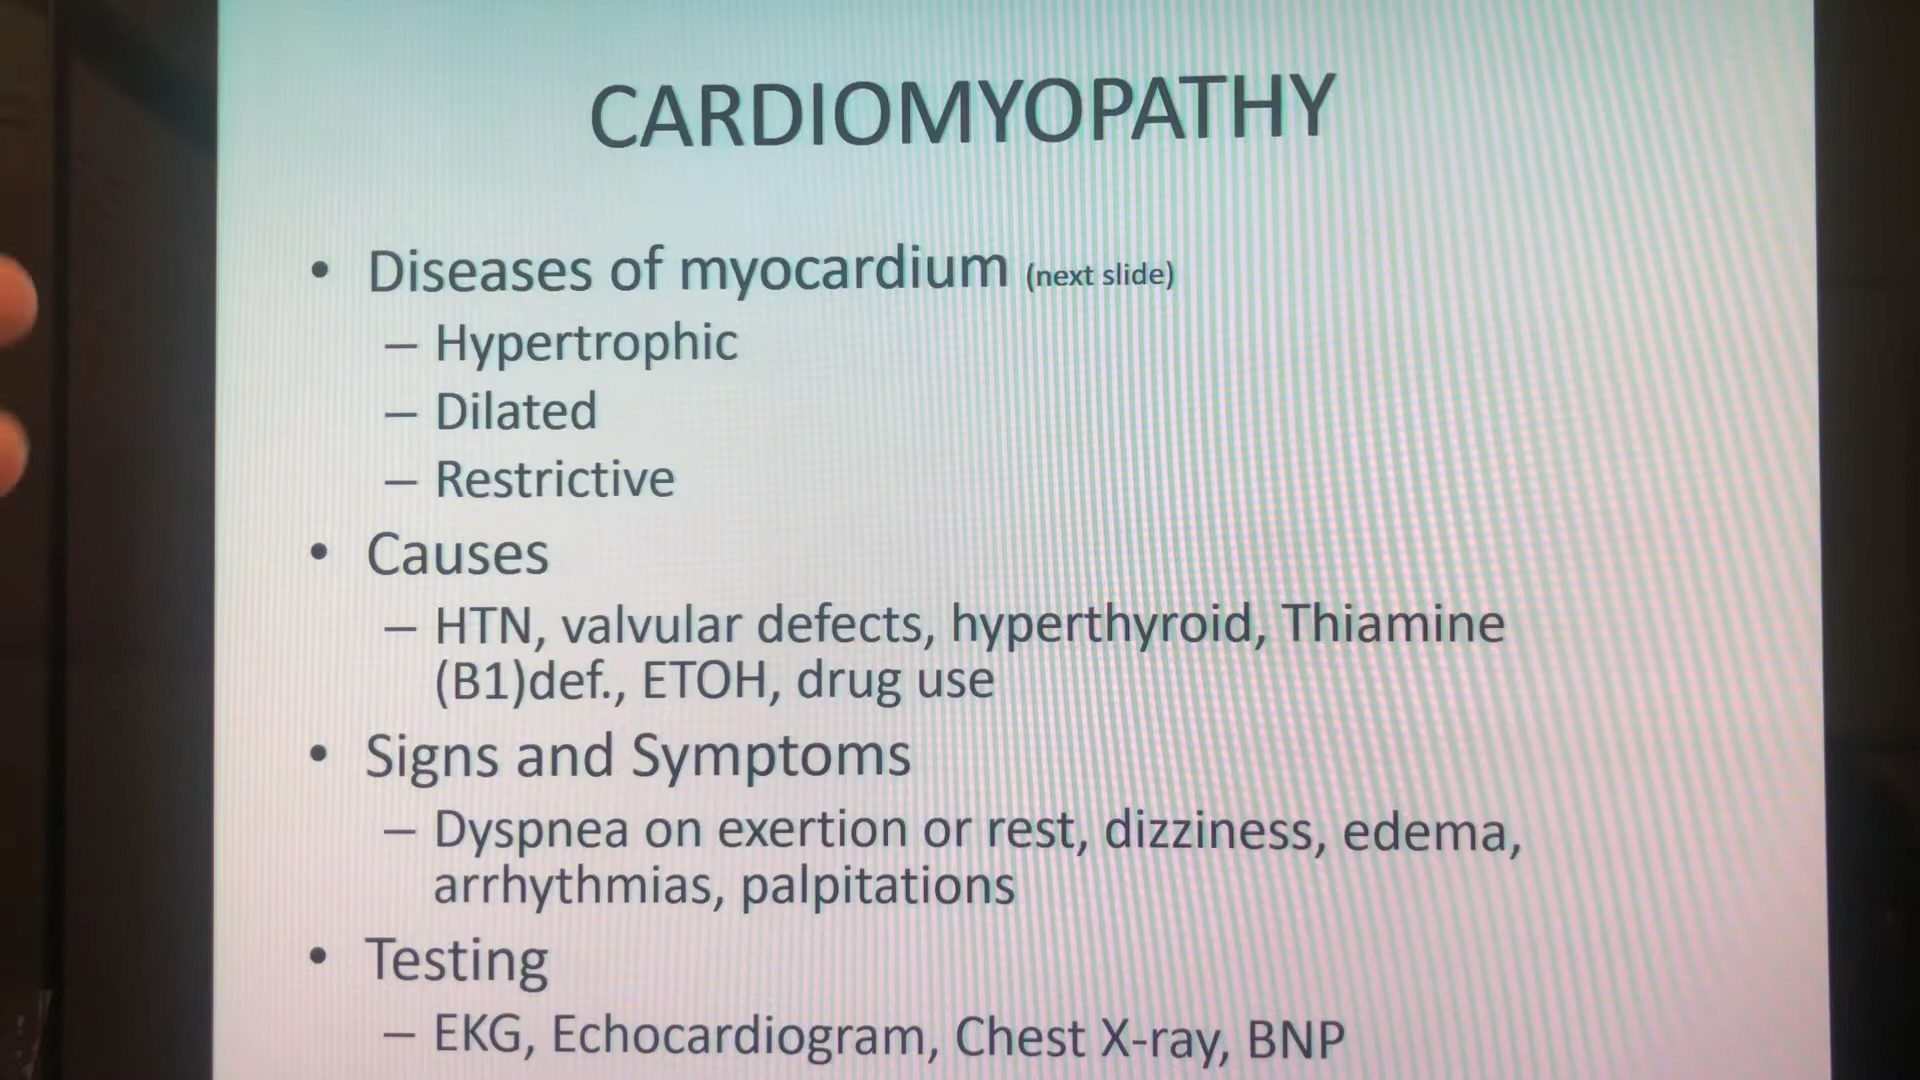 CARDIOMYOPATHY
• Diseases of myocardium (next slide)
– Hypertrophic
– Dilated
– Restrictive
• Causes
– HTN, valvular defects, hyperthyroid, Thiamine
(B1)def., ETOH, drug use
• Signs and Symptoms
– Dyspnea on exertion or rest, dizziness, edema,
arrhythmias, palpitations
• Testing
– EKG, Echocardiogram, Chest X-ray, BNP